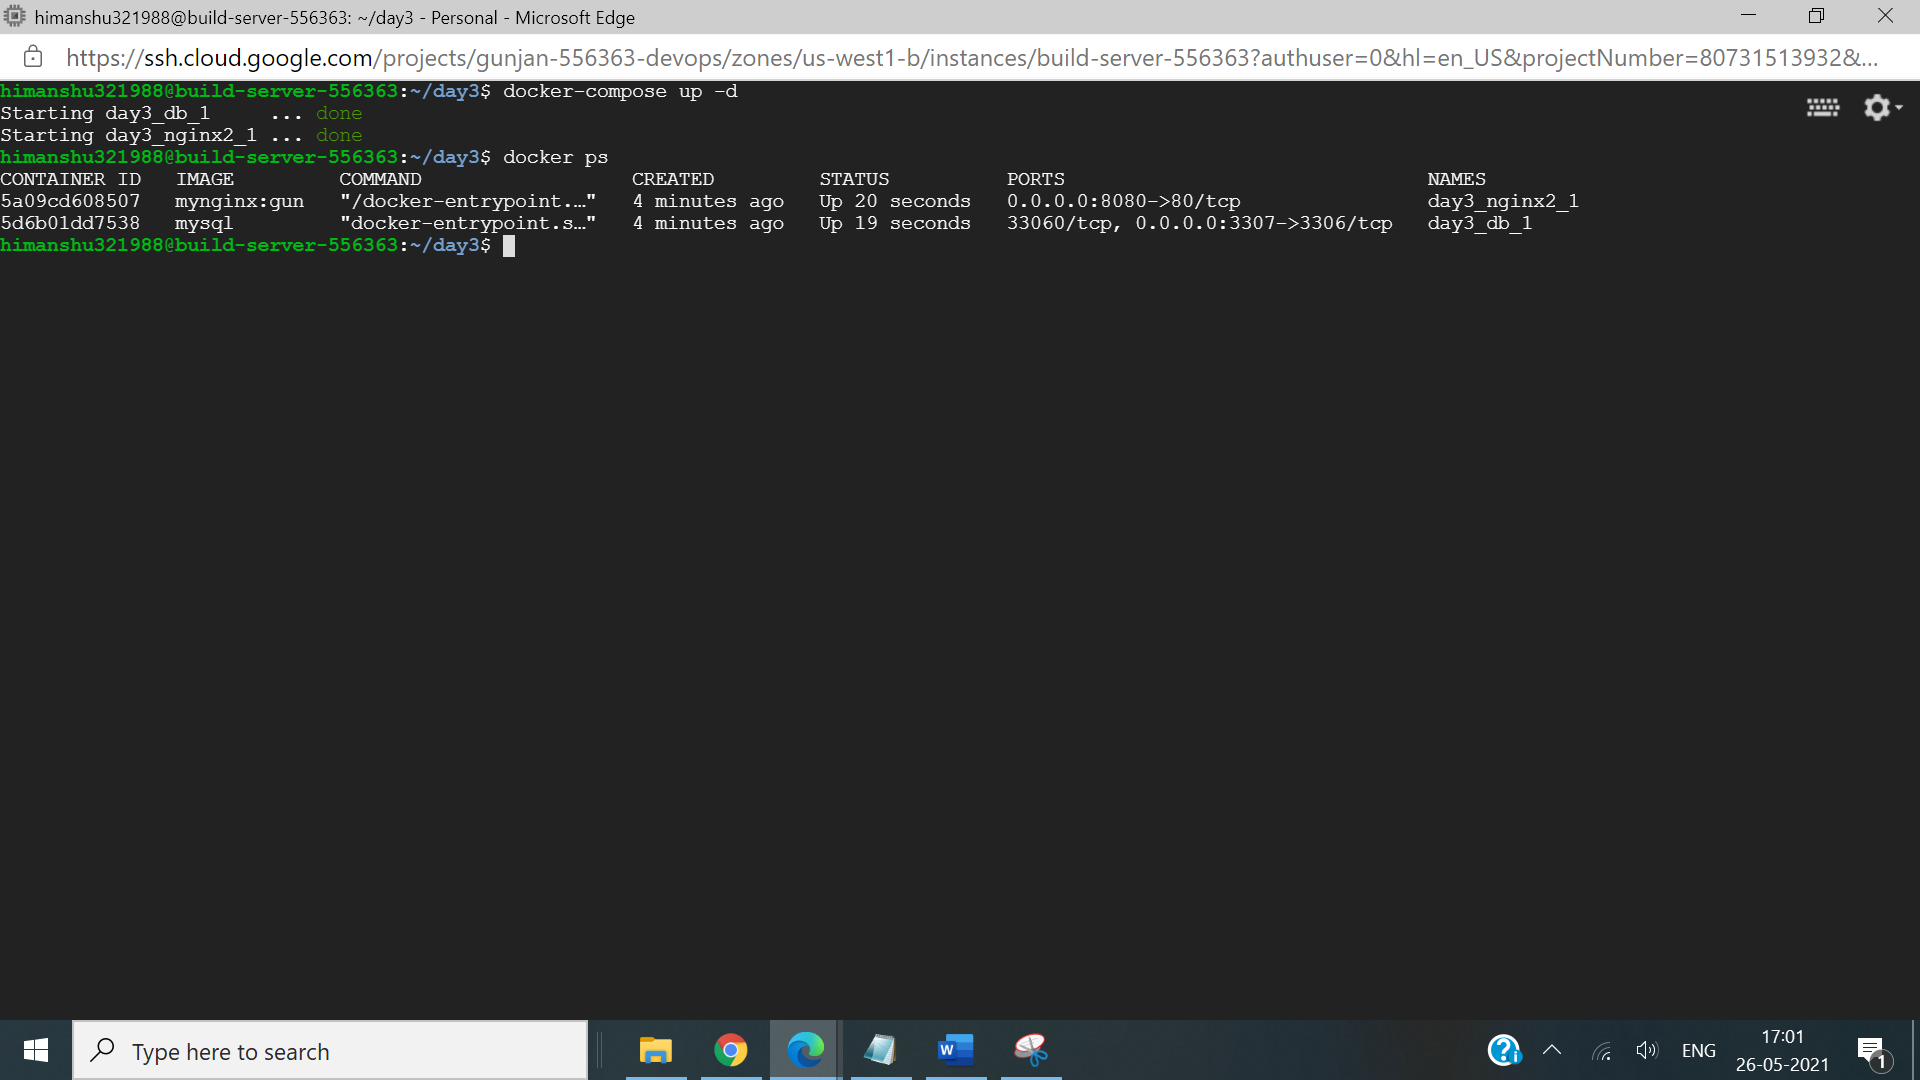 himanshu321988@build-server-556363: ~/day3 - Personal - Microsoft Edge
https://ssh.cloud.google.com/projects/gunjan-556363-devops/zones/us-west1-b/instances/build-server-556363?authuser=0&hl=en_US&projectNumber=80731513932&...
himanshu321988@build-server-556363:~/day3$ docker-compose up -d
Starting day3_db_1     ... done
Starting day3_nginx2_1 ... done
himanshu321988@build-server-556363:~/day3$ docker ps
CONTAINER ID   IMAGE         COMMAND                  CREATED         STATUS          PORTS                               NAMES
5a09cd608507   mynginx:gun   "/docker-entrypoint.…"   4 minutes ago   Up 20 seconds   0.0.0.0:8080->80/tcp                day3_nginx2_1
5d6b01dd7538   mysql         "docker-entrypoint.s…"   4 minutes ago   Up 19 seconds   33060/tcp, 0.0.0.0:3307->3306/tcp   day3_db_1
himanshu321988@build-server-556363:~/day3$
Type here to search
W
ENG
17:01
26-05-2021
1